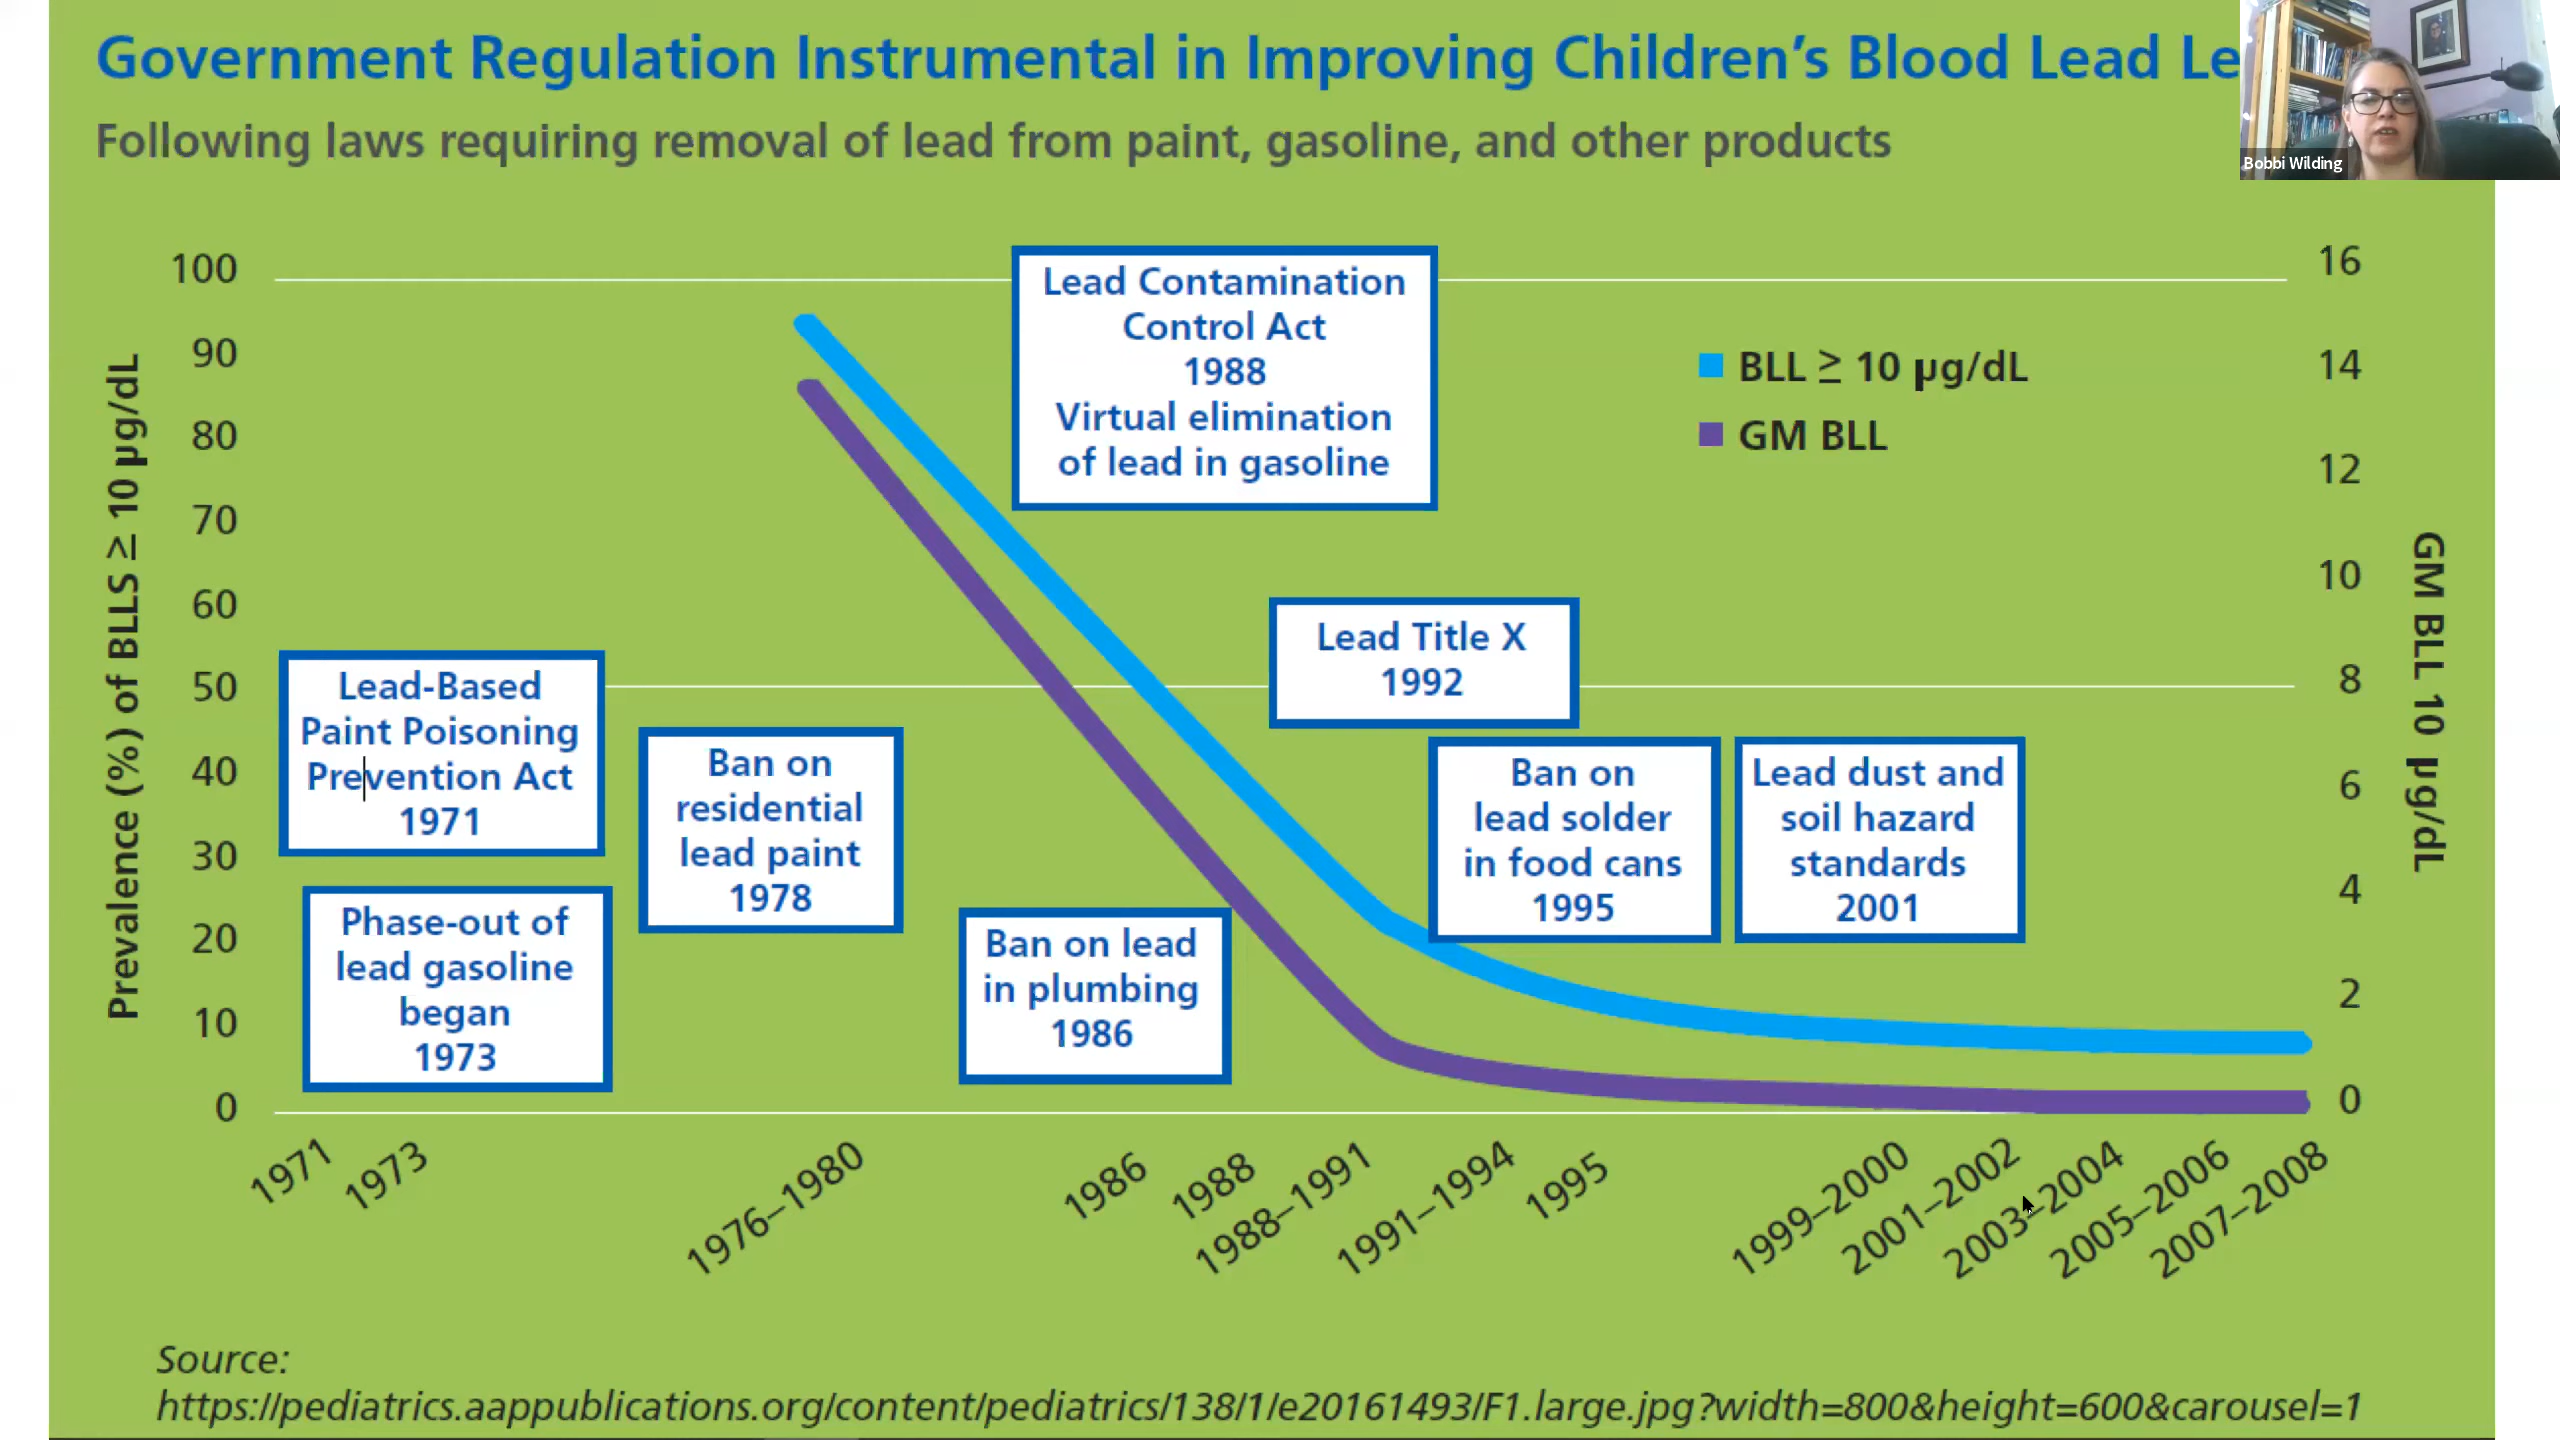 Government Regulation Instrumental in Improving Children's Blood Lead Le
Following laws requiring removal of lead from paint, gasoline, and other products
Bobbi Wilding
Prevalence (%) of BLLS ≥ 10 µg/dL
100
90
80
70
60
50
40
30
20
10
0
Lead-Based
Paint Poisoning
Prevention Act
1971
Phase-out of
lead gasoline
began
1973
Ban on
residential
lead paint
1978
Ban on lead
in plumbing
1986
Lead Contamination
Control Act
1988
Virtual elimination
of lead in gasoline
Lead Title X
1992
Ban on
lead solder
in food cans
1995
Lead dust and
soil hazard
standards
2001
BLL ≥ 10 µg/dL
GM BLL
16
14
12
10
8
6
4
2
0
GM BLL 10 µg/dL
1971
1973
1976–1980
1986
1988
1988–1991
1991–1994
1995
1999–2000
2001–2002
2003–2004
2005–2006
2007–2008
Source:
https://pediatrics.aappublications.org/content/pediatrics/138/1/e20161493/F1.large.jpg?width=800&height=600&carousel=1